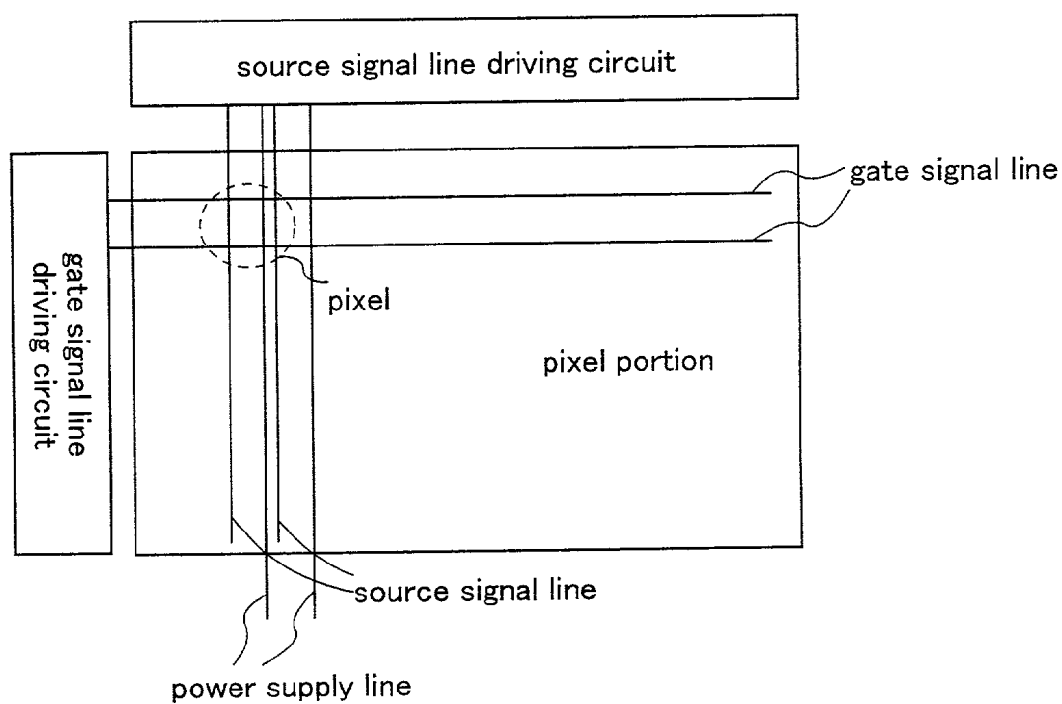 source signal line driving circuit
gate signal line
gate signal line
driving circuit
pixel
pixel portion
source signal line
power supply line